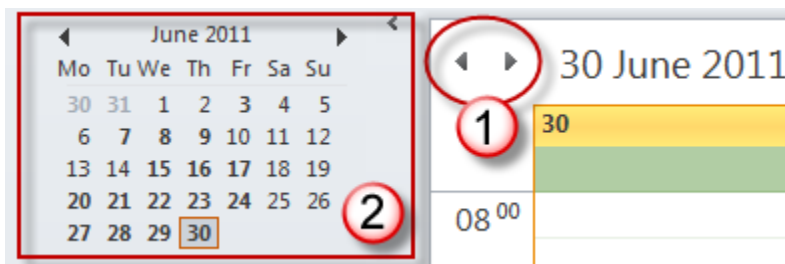 June 2011
Mo Tu We Th Fr Sa Su
30 31 1 2 3 4 5
6 7 8 9 10 11 12
13 14 15 16 17 18 19
20 21 22 23 24 25 26
27 28 29 30
2
30 June 2011
1
30
08 00